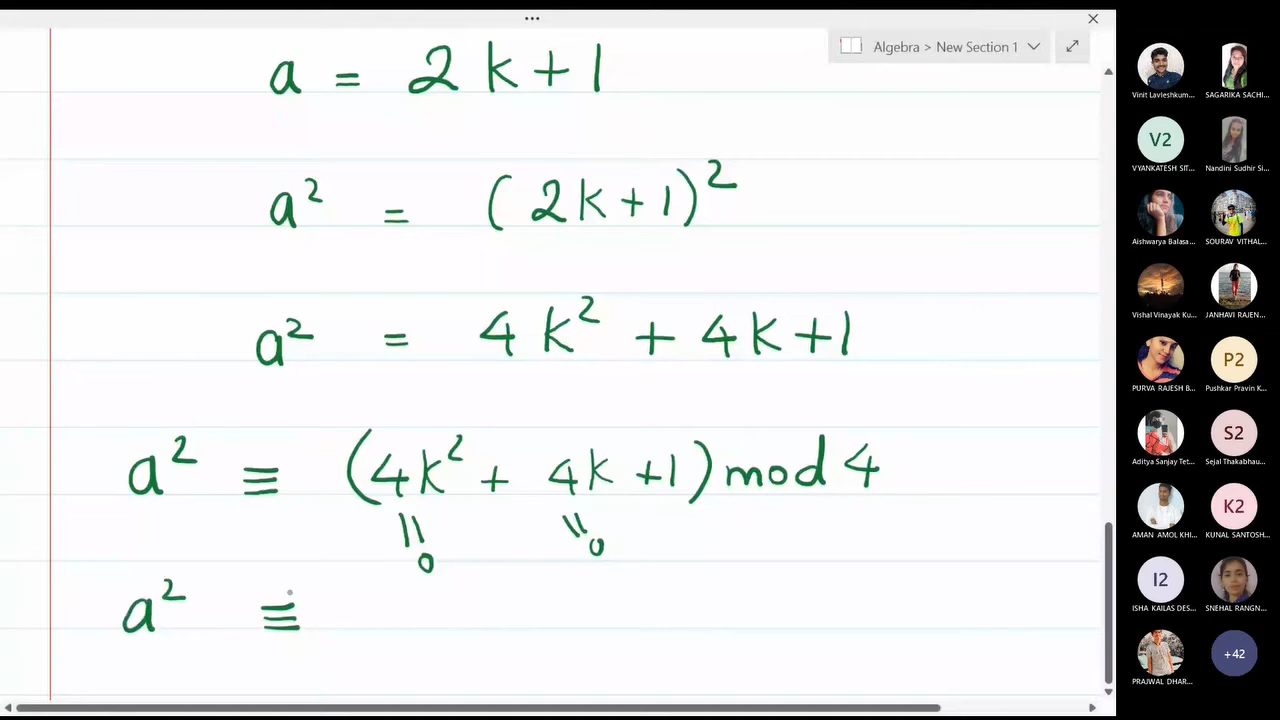 ...
Algebra > New Section 1
a = 2k+1
a² = (2k+1)²
a² = 4k² + 4k+1
a² ≡ (4k² + 4k +1) mod 4
= 0 = 0
a² ≡
Vinit Lavleshkum...
SAGARIKA SACHI...
V2
VYANKATESH SIT...
Nandini Sudhir Si...
Aishwarya Balasa...
SOURAV VITHAL...
Vishal Vinayak Ku...
JANHAVI RAJEN...
PURVA RAJESH B...
P2
Pushkar Pravin K...
Aditya Sanjay Tet...
S2
Sejal Thakabhau...
AMAN AMOL KHI...
K2
KUNAL SANTOSH...
I2
ISHA KAILAS DES...
SNEHAL RANGN...
PRAJWAL DHAR...
+42